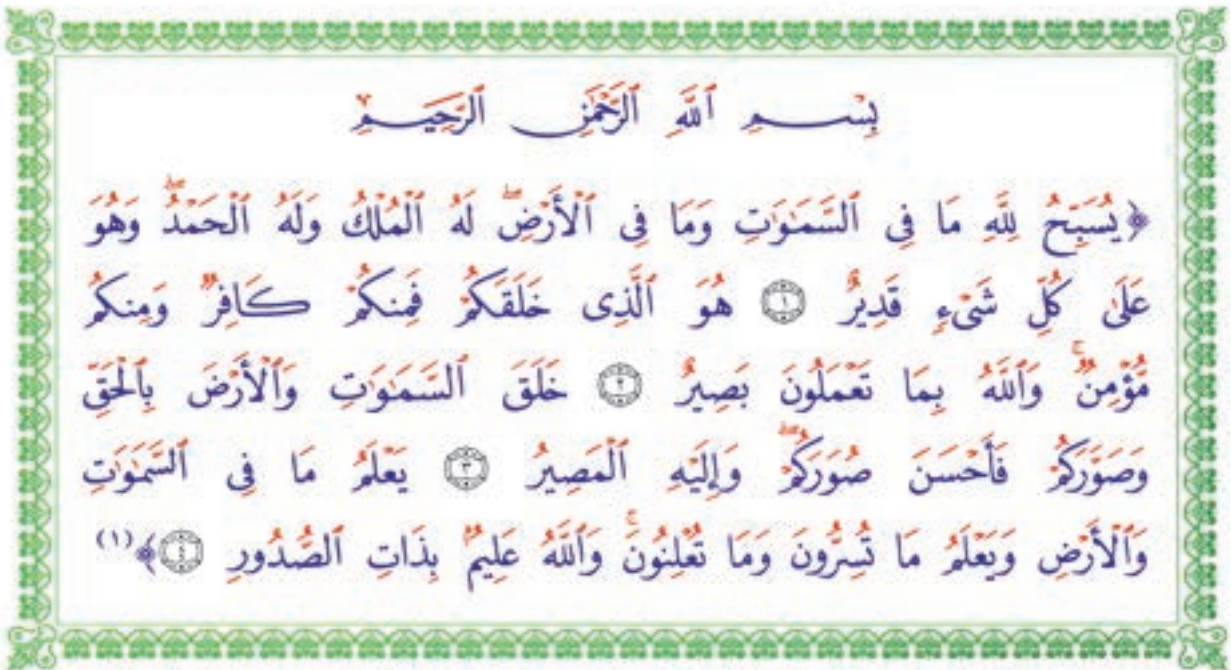 بِسْمِ ٱللَّهِ ٱلرَّحْمَٰنِ ٱلرَّحِيمِ
﴿يُسَبِّحُ لِلَّهِ مَا فِى ٱلسَّمَٰوَٰتِ وَمَا فِى ٱلْأَرْضِۖ لَهُ ٱلْمُلْكُ وَلَهُ ٱلْحَمْدُۖ وَهُوَ
عَلَىٰ كُلِّ شَىْءٍ قَدِيرٌ ١ هُوَ ٱلَّذِى خَلَقَكُمْ فَمِنكُمْ كَافِرٌ وَمِنكُم
مُّؤْمِنٌۚ وَٱللَّهُ بِمَا تَعْمَلُونَ بَصِيرٌ ٢ خَلَقَ ٱلسَّمَٰوَٰتِ وَٱلْأَرْضَ بِٱلْحَقِّ
وَصَوَّرَكُمْ فَأَحْسَنَ صُوَرَكُمْۖ وَإِلَيْهِ ٱلْمَصِيرُ ٣ يَعْلَمُ مَا فِى ٱلسَّمَٰوَٰتِ
وَٱلْأَرْضِ وَيَعْلَمُ مَا تُسِرُّونَ وَمَا تُعْلِنُونَۚ وَٱللَّهُ عَلِيمٌۢ بِذَاتِ ٱلصُّدُورِ ٤﴾(١)